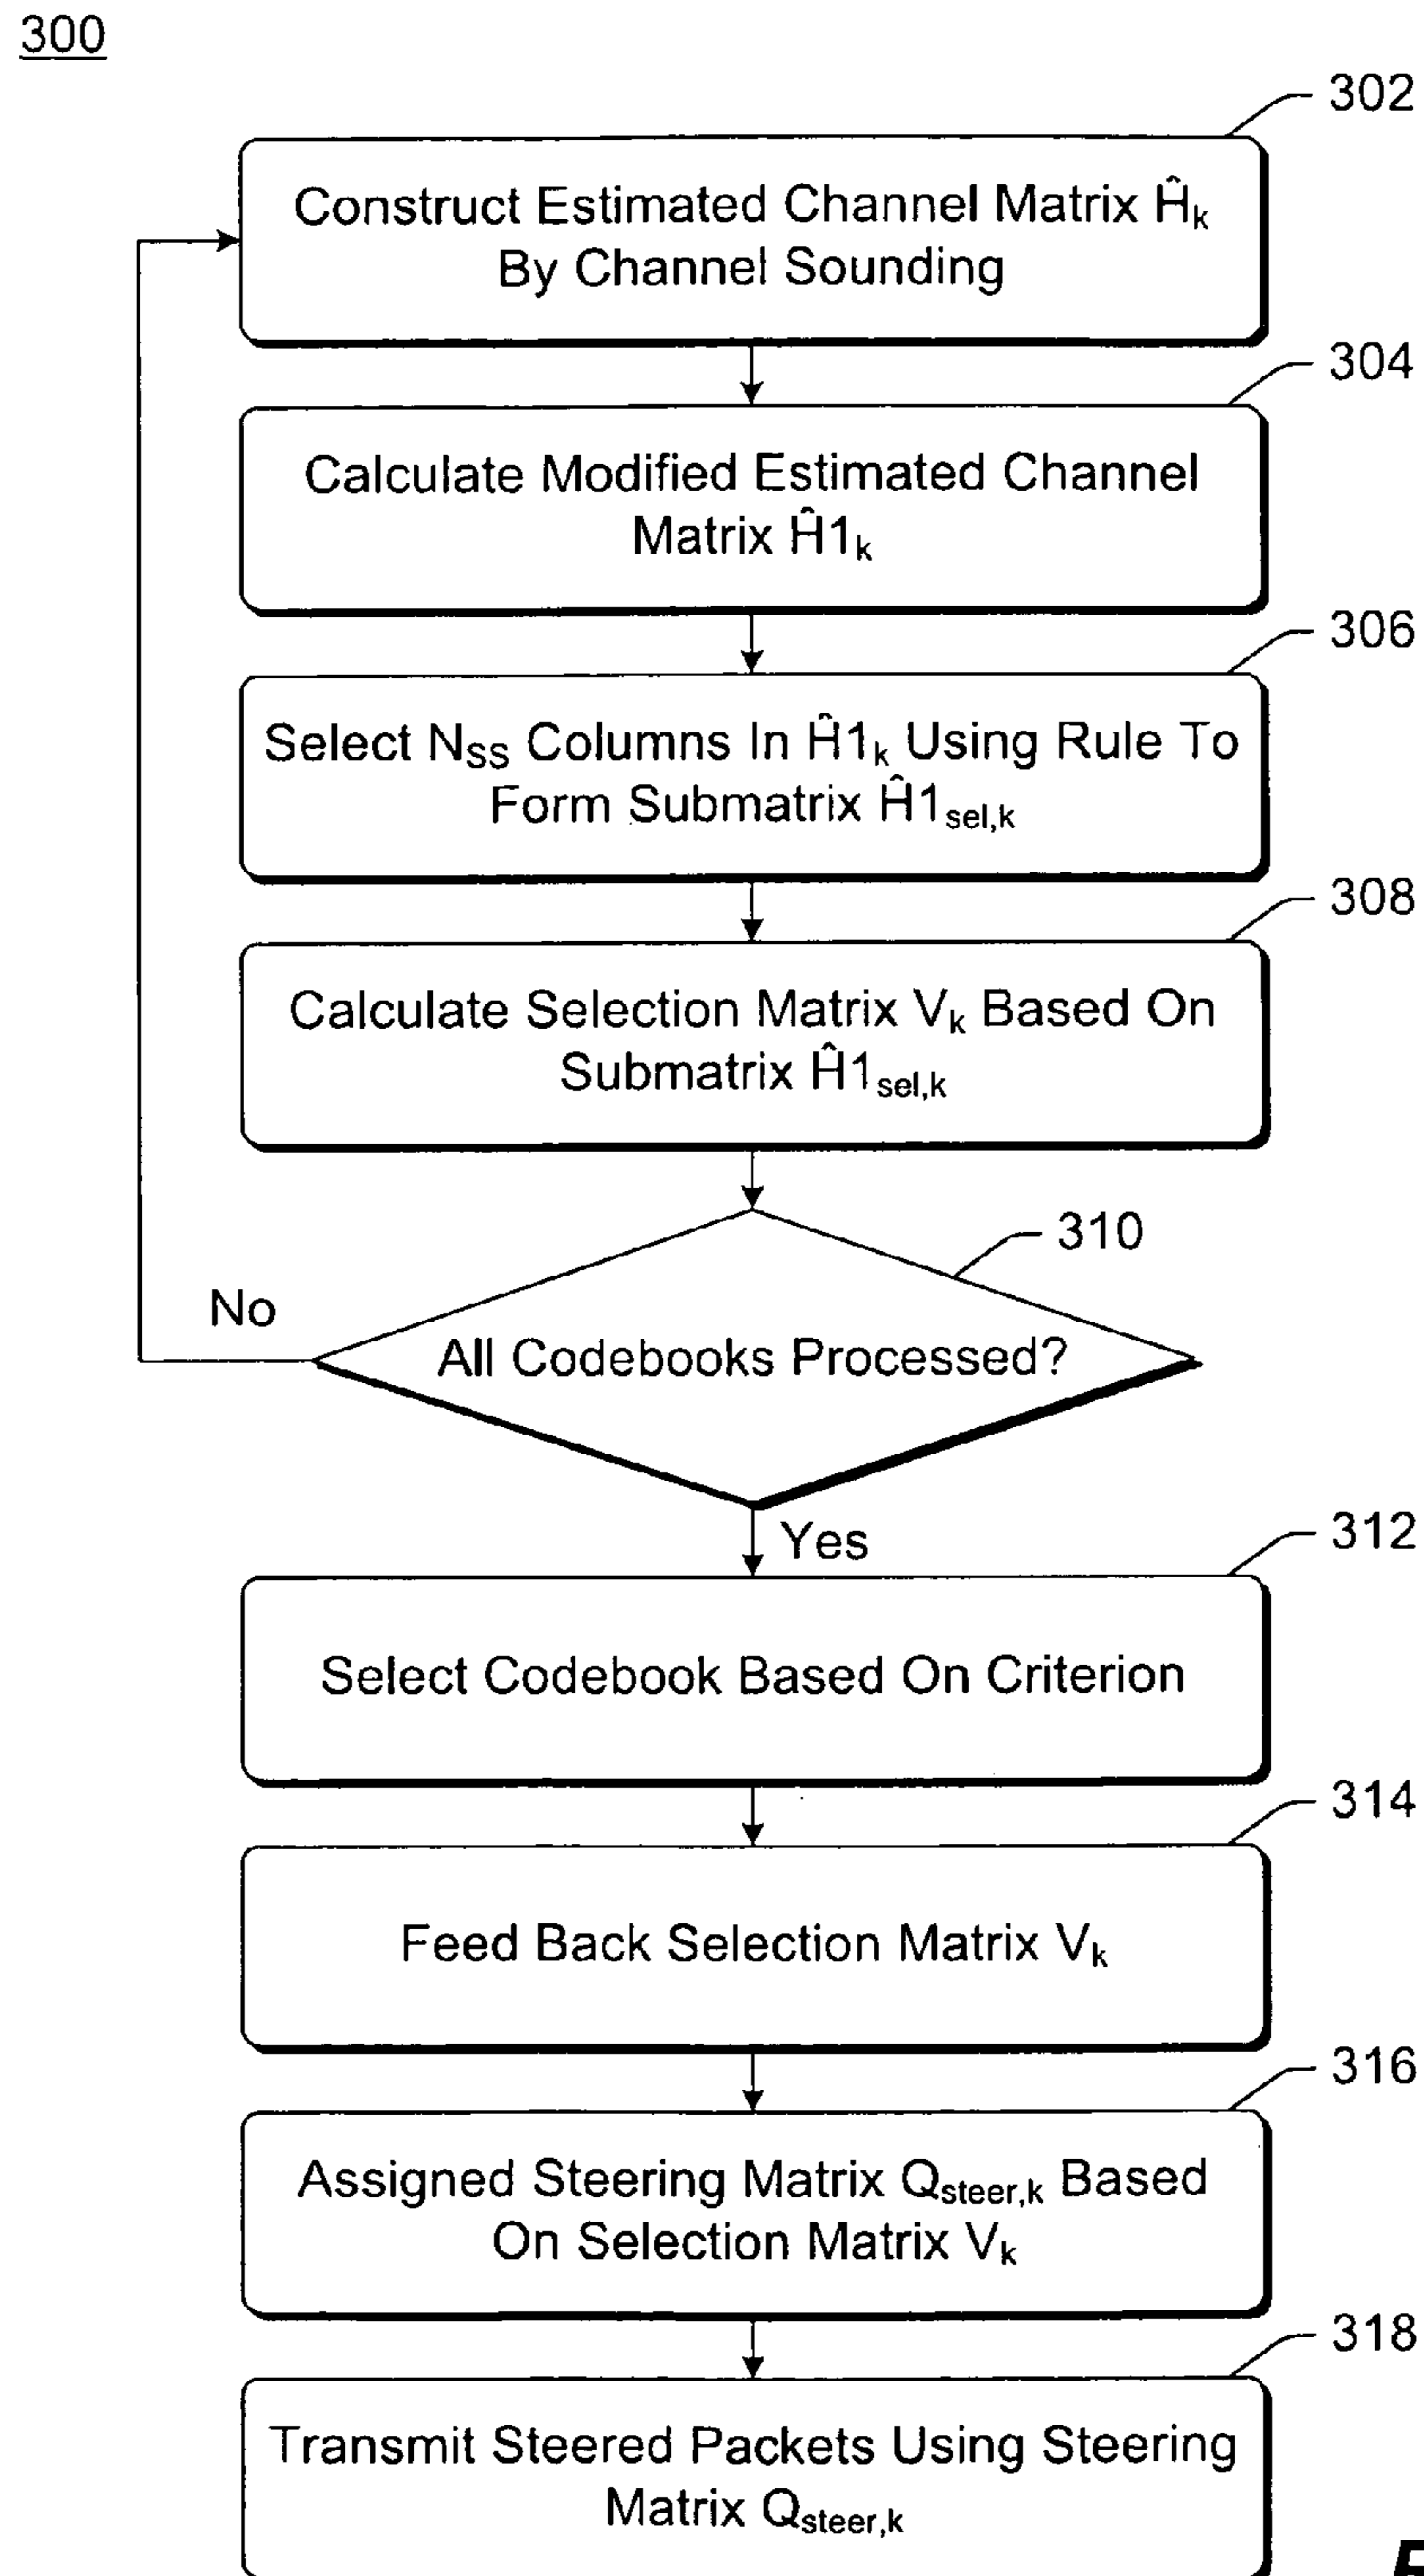 300
302
Construct Estimated Channel Matrix Ĥk
By Channel Sounding
304
Calculate Modified Estimated Channel
Matrix Ĥ1k
306
Select NSS Columns In Ĥ1k Using Rule To
Form Submatrix Ĥ1sel,k
308
Calculate Selection Matrix Vk Based On
Submatrix Ĥ1sel,k
310
No
All Codebooks Processed?
Yes
312
Select Codebook Based On Criterion
314
Feed Back Selection Matrix Vk
316
Assigned Steering Matrix Qsteer,k Based
On Selection Matrix Vk
318
Transmit Steered Packets Using Steering
Matrix Qsteer,k